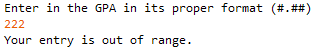 Enter in the GPA in its proper format (#.##)
222
Your entry is out of range.